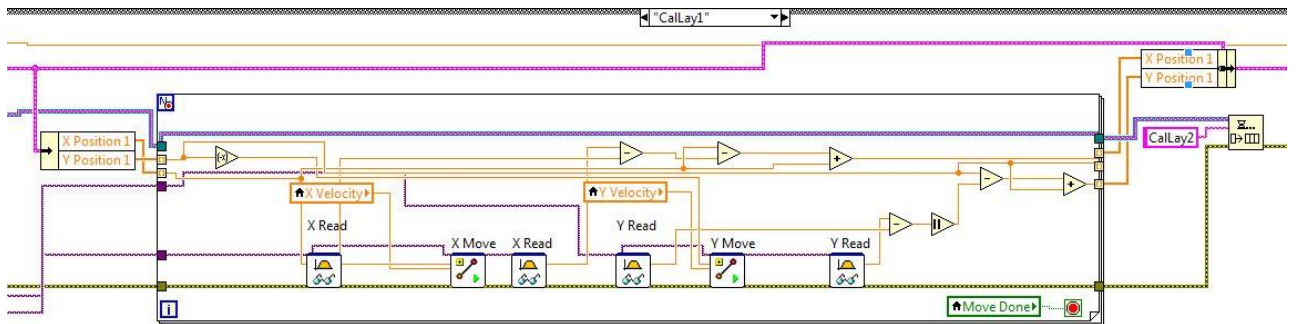 "CalLay1"
X Position 1
Y Position 1
N
X Position 1
Y Position 1
CalLay2
(-x)
X Velocity
Y Velocity
X Read
X Move
X Read
Y Read
Y Move
Y Read
i
Move Done